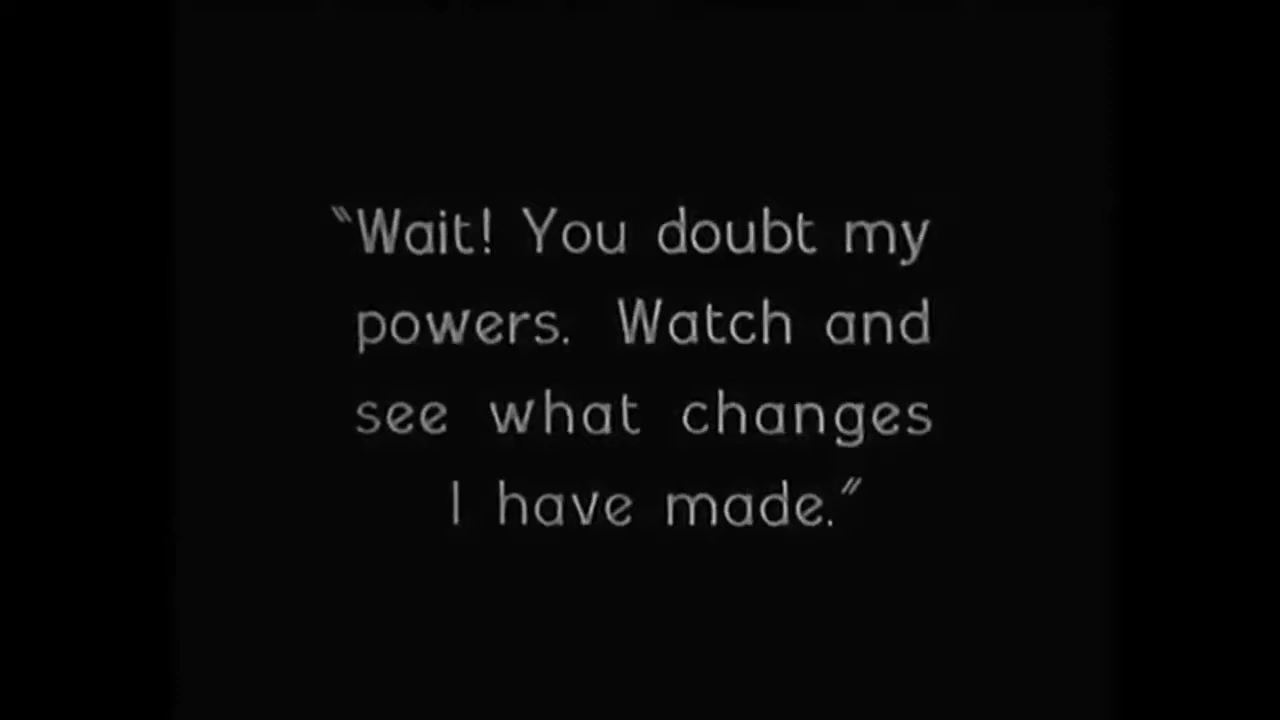 "Wait! You doubt my
powers. Watch and
see what changes
I have made."